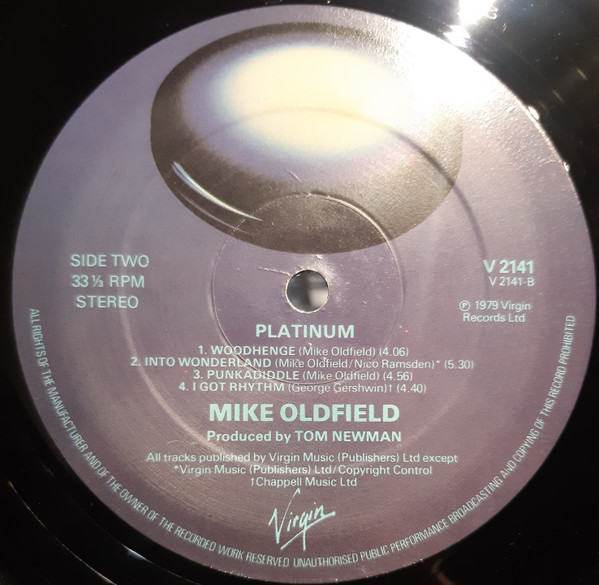 SIDE TWO
33⅓ RPM
STEREO
V 2141
V 2141-B
℗ 1979 Virgin
Records Ltd
PLATINUM
1. WOODHENGE (Mike Oldfield) (4.06)
2. INTO WONDERLAND (Mike Oldfield/Nico Ramsden)* (5.30)
3. PUNKADIDDLE (Mike Oldfield) (4.56)
4. I GOT RHYTHM (George Gershwin)† (4.40)
MIKE OLDFIELD
Produced by TOM NEWMAN
All tracks published by Virgin Music (Publishers) Ltd except
*Virgin Music (Publishers) Ltd/Copyright Control
†Chappell Music Ltd
Virgin
ALL RIGHTS OF THE MANUFACTURER AND OF THE OWNER OF THE RECORDED WORK RESERVED UNAUTHORISED PUBLIC PERFORMANCE BROADCASTING AND COPYING OF THIS RECORD PROHIBITED